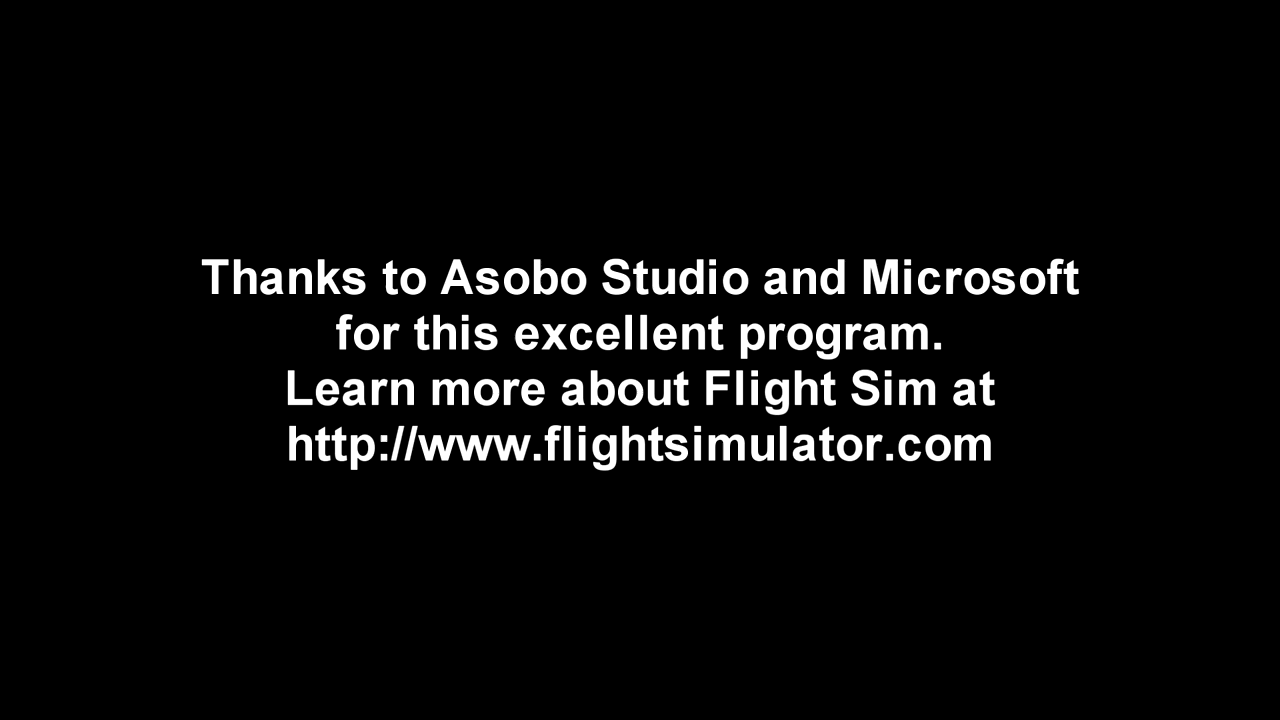 Thanks to Asobo Studio and Microsoft
for this excellent program.
Learn more about Flight Sim at
http://www.flightsimulator.com